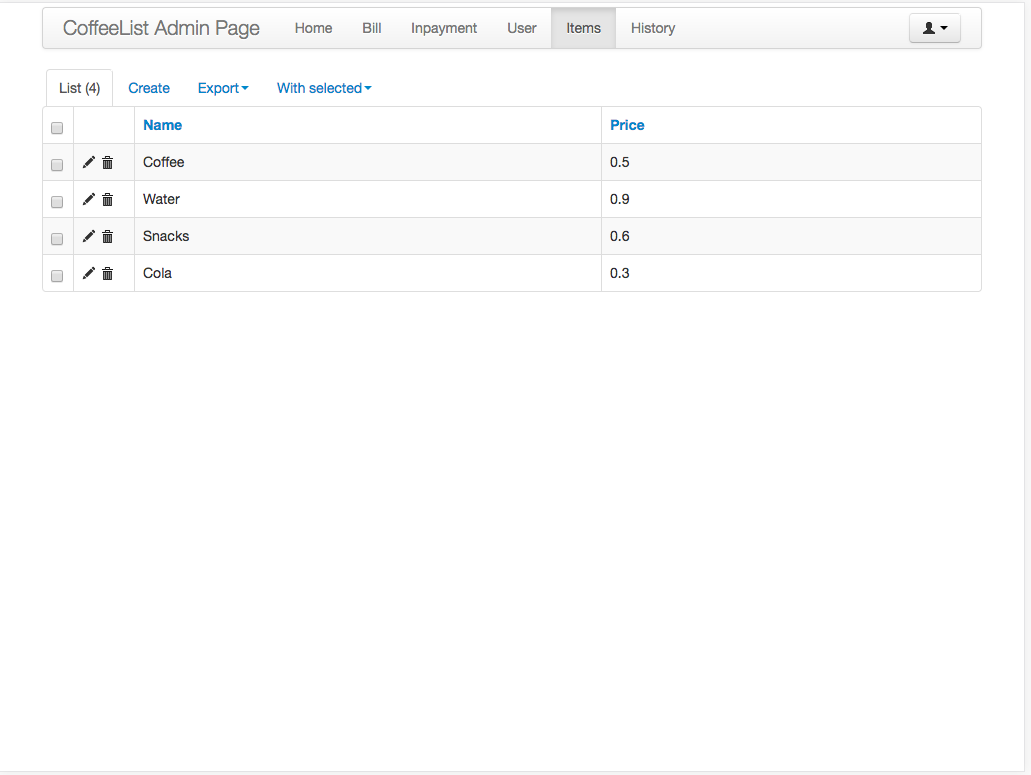 CoffeeList Admin Page Home Bill Inpayment User Items History
List (4) Create Export With selected
Name Price
Coffee 0.5
Water 0.9
Snacks 0.6
Cola 0.3